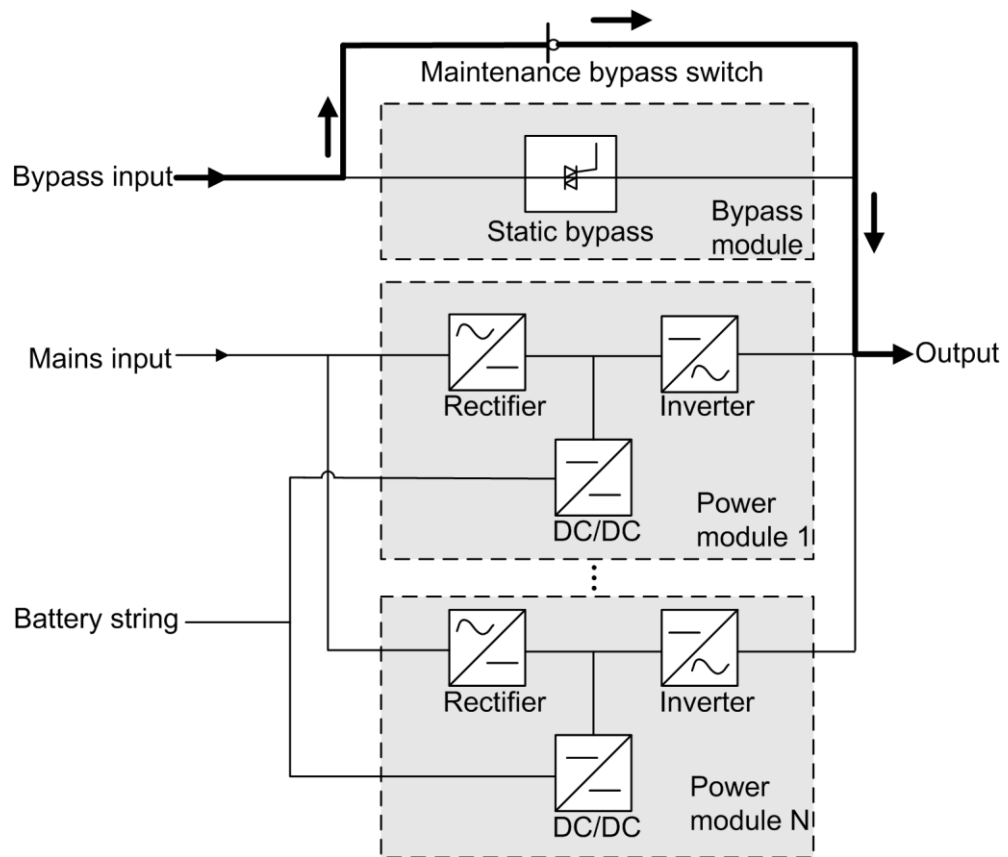 Maintenance bypass switch
Bypass input
Static bypass
Bypass
module
Mains input
Rectifier
Inverter
Output
DC/DC
Power
module 1
Battery string
Rectifier
Inverter
DC/DC
Power
module N